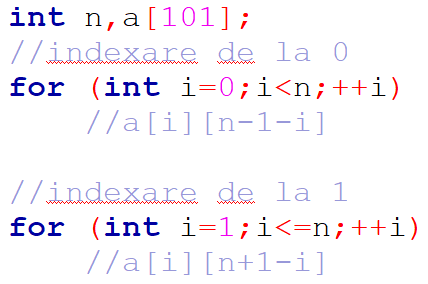 int n,a[101];
//indexare de la 0
for (int i=0;i<n;++i)
//a[i][n-1-i]
//indexare de la 1
for (int i=1;i<=n;++i)
//a[i][n+1-i]